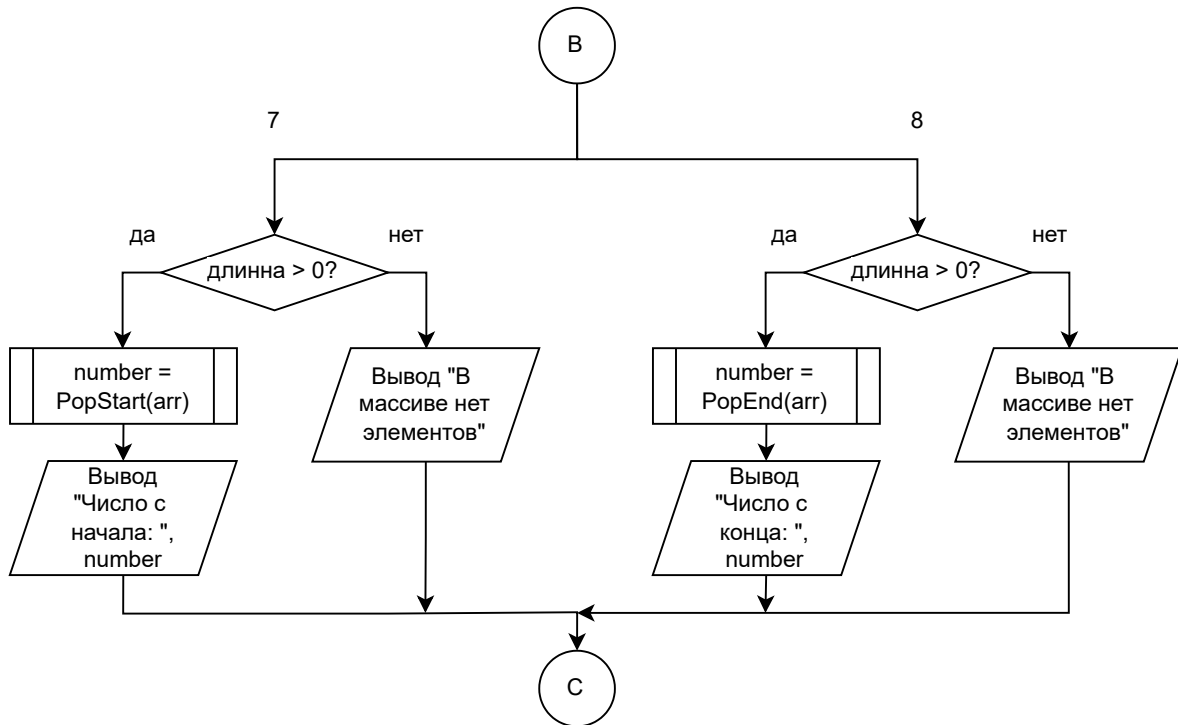 B
7
8
да
нет
да
нет
длинна > 0?
длинна > 0?
number =
PopStart(arr)
Вывод "В
массиве нет
элементов"
number =
PopEnd(arr)
Вывод "В
массиве нет
элементов"
Вывод
"Число с
начала: ",
number
Вывод
"Число с
конца: ",
number
C